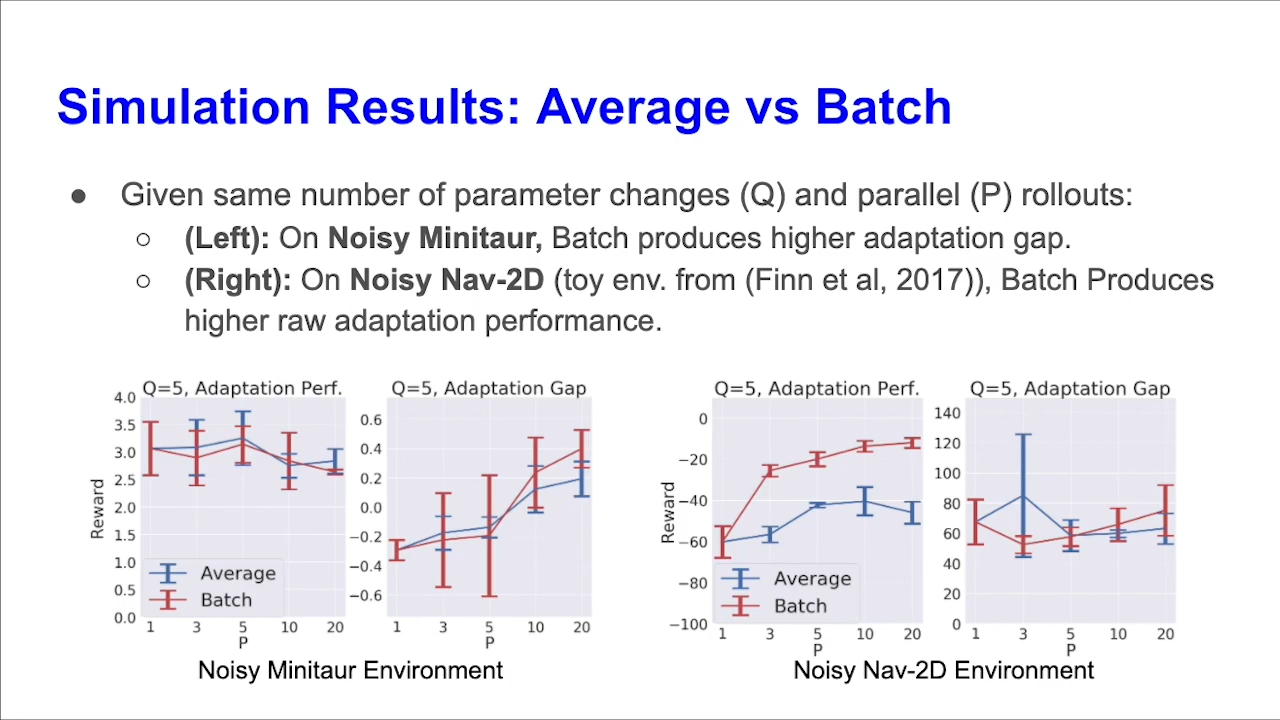 Simulation Results: Average vs Batch
● Given same number of parameter changes (Q) and parallel (P) rollouts:
○ (Left): On Noisy Minitaur, Batch produces higher adaptation gap.
○ (Right): On Noisy Nav-2D (toy env. from (Finn et al, 2017)), Batch Produces
higher raw adaptation performance.
Q=5, Adaptation Perf.
4.0
3.5
3.0
2.5
2.0
1.5
1.0
0.5
0.0
Reward
Average
Batch
1 3 5 10 20
P
Q=5, Adaptation Gap
0.6
0.4
0.2
0.0
−0.2
−0.4
−0.6
1 3 5 10 20
P
Noisy Minitaur Environment
Q=5, Adaptation Perf.
0
−20
−40
−60
−80
−100
Reward
Average
Batch
1 3 5 10 20
P
Q=5, Adaptation Gap
140
120
100
80
60
40
20
0
1 3 5 10 20
P
Noisy Nav-2D Environment